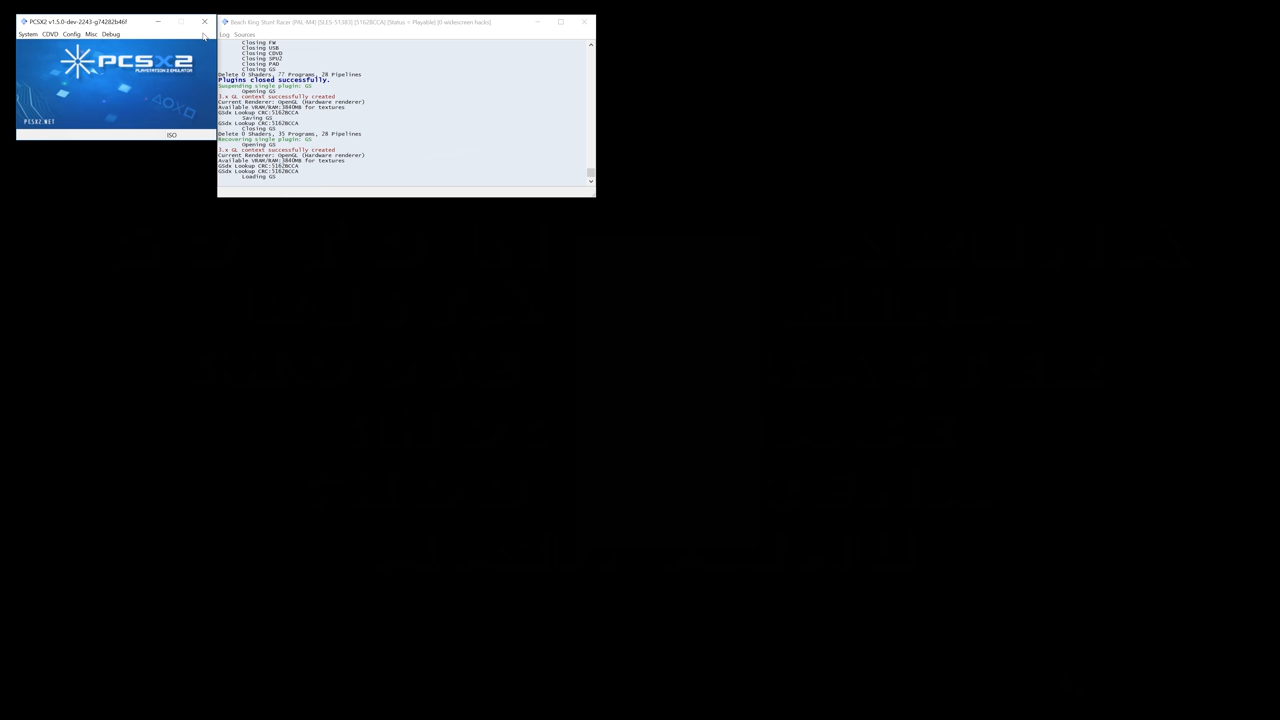 PCSX2 v1.5.0-dev-2243-g74282b46f
System CDVD Config Misc Debug
PCSX2
PLAYSTATION 2 EMULATOR
PCSX2.NET
ISO
Beach King Stunt Racer (PAL-M4) [SLES-51383] [5162BCCA] [Status = Playable] [0 widescreen hacks]
Log Sources
Closing FW
Closing USB
Closing CDVD
Closing SPU2
Closing PAD
Closing GS
Delete 0 Shaders, 77 Programs, 28 Pipelines
Plugins closed successfully.
Suspending single plugin: GS
Opening GS
3.x GL context successfully created
Current Renderer: OpenGL (Hardware renderer)
Available VRAM/RAM:3840MB for textures
GSdx Lookup CRC:5162BCCA
Saving GS
GSdx Lookup CRC:5162BCCA
Closing GS
Delete 0 Shaders, 35 Programs, 28 Pipelines
Recovering single plugin: GS
Opening GS
3.x GL context successfully created
Current Renderer: OpenGL (Hardware renderer)
Available VRAM/RAM:3840MB for textures
GSdx Lookup CRC:5162BCCA
GSdx Lookup CRC:5162BCCA
Loading GS